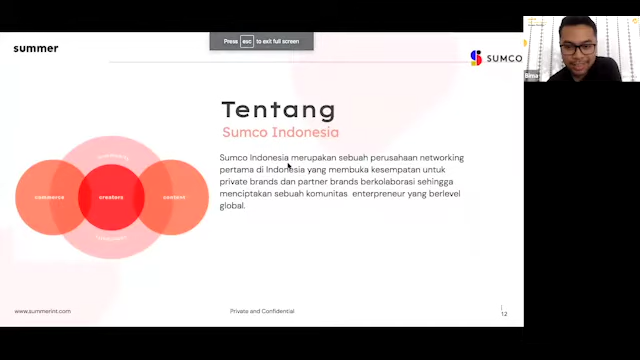 summer
Press esc to exit full screen
SUMCO
Bima
Tentang
Sumco Indonesia
Sumco Indonesia merupakan sebuah perusahaan networking
pertama di Indonesia yang membuka kesempatan untuk
private brands dan partner brands berkolaborasi sehingga
menciptakan sebuah komunitas enterpreneur yang berlevel
global.
commerce
creators
content
www.summerint.com
Private and Confidential
12